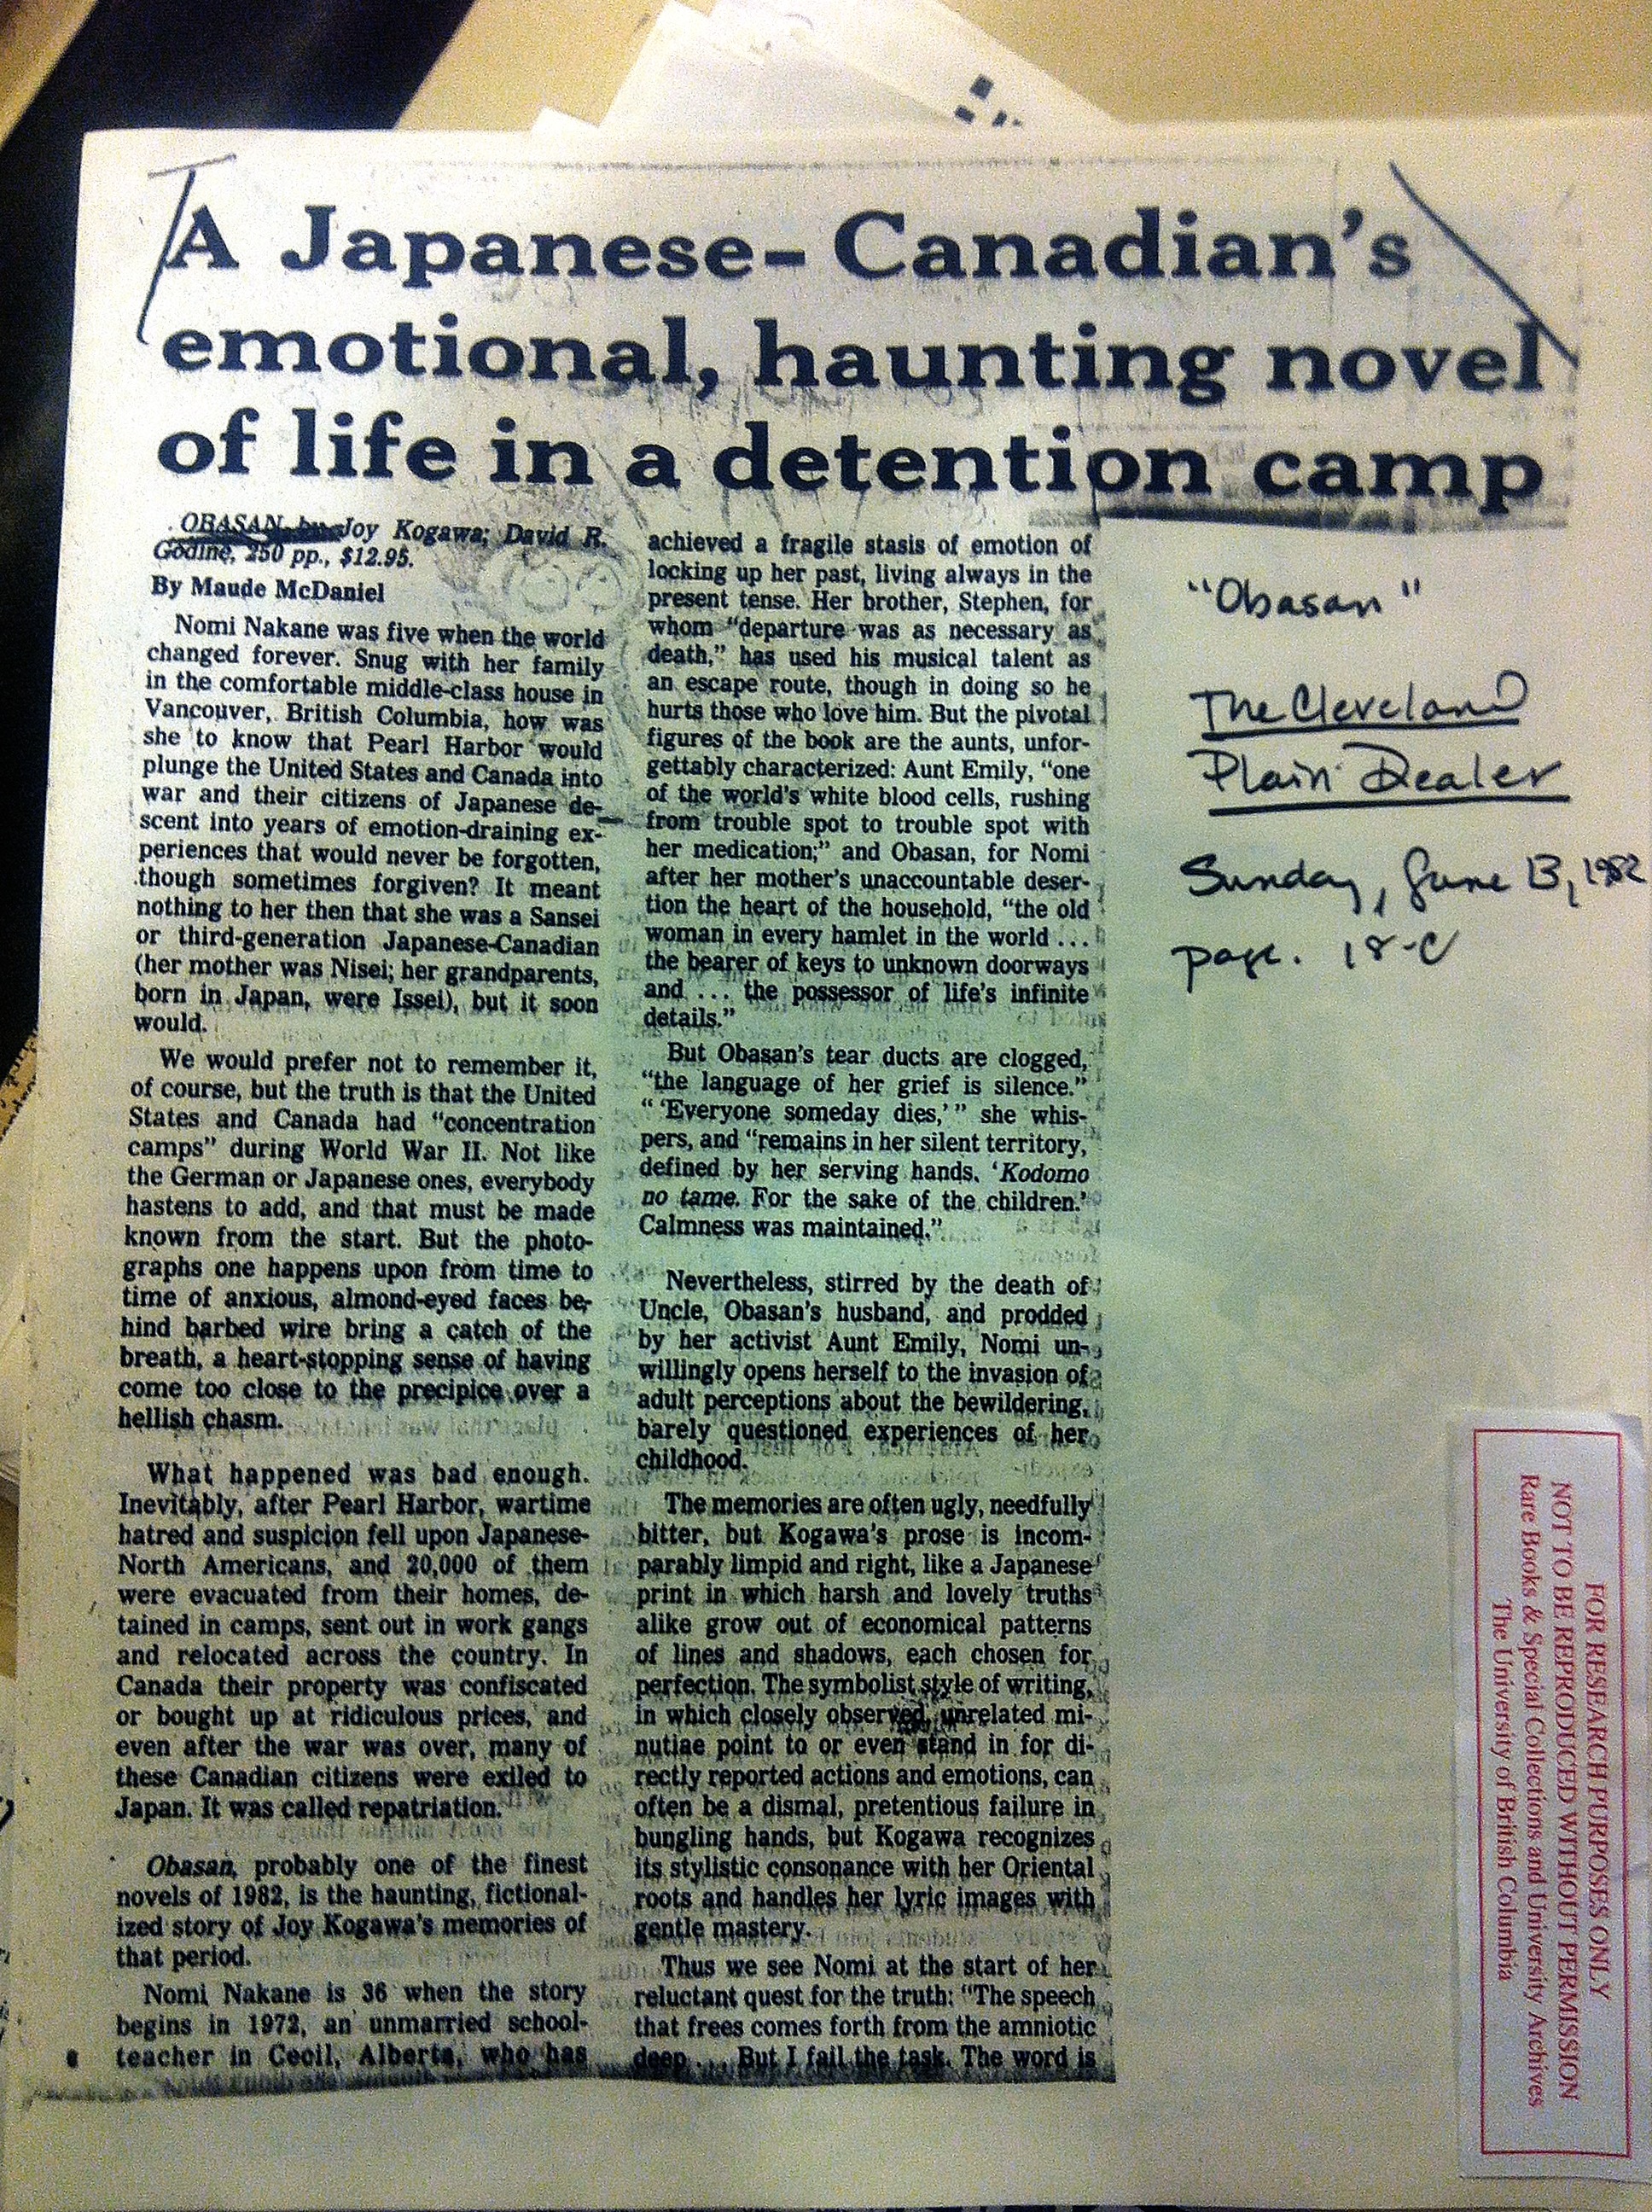 A Japanese-Canadian's
emotional, haunting novel
of life in a detention camp
OBASAN, by Joy Kogawa; David R.
Godine, 250 pp., $12.95.
By Maude McDaniel
Nomi Nakane was five when the world
changed forever. Snug with her family
in the comfortable middle-class house in
Vancouver, British Columbia, how was
she to know that Pearl Harbor would
plunge the United States and Canada into
war and their citizens of Japanese de-
scent into years of emotion-draining ex-
periences that would never be forgotten,
though sometimes forgiven? It meant
nothing to her then that she was a Sansei
or third-generation Japanese-Canadian
(her mother was Nisei; her grandparents,
born in Japan, were Issei), but it soon
would.
We would prefer not to remember it,
of course, but the truth is that the United
States and Canada had "concentration
camps" during World War II. Not like
the German or Japanese ones, everybody
hastens to add, and that must be made
known from the start. But the photo-
graphs one happens upon from time to
time of anxious, almond-eyed faces be-
hind barbed wire bring a catch of the
breath, a heart-stopping sense of having
come too close to the precipice over a
hellish chasm.
What happened was bad enough.
Inevitably, after Pearl Harbor, wartime
hatred and suspicion fell upon Japanese-
North Americans, and 20,000 of them
were evacuated from their homes, de-
tained in camps, sent out in work gangs
and relocated across the country. In
Canada their property was confiscated
or bought up at ridiculous prices, and
even after the war was over, many of
these Canadian citizens were exiled to
Japan. It was called repatriation.
Obasan, probably one of the finest
novels of 1982, is the haunting, fictional-
ized story of Joy Kogawa's memories of
that period.
Nomi Nakane is 36 when the story
begins in 1972, an unmarried school-
teacher in Cecil, Alberta, who has
achieved a fragile stasis of emotion of
locking up her past, living always in the
present tense. Her brother, Stephen, for
whom "departure was as necessary as
death," has used his musical talent as
an escape route, though in doing so he
hurts those who love him. But the pivotal
figures of the book are the aunts, unfor-
gettably characterized: Aunt Emily, "one
of the world's white blood cells, rushing
from trouble spot to trouble spot with
her medication;" and Obasan, for Nomi
after her mother's unaccountable deser-
tion the heart of the household, "the old
woman in every hamlet in the world ...
the bearer of keys to unknown doorways
and ... the possessor of life's infinite
details."
But Obasan's tear ducts are clogged,
"the language of her grief is silence."
" 'Everyone someday dies,' " she whis-
pers, and "remains in her silent territory,
defined by her serving hands. 'Kodomo
no tame. For the sake of the children.'
Calmness was maintained."
Nevertheless, stirred by the death of
Uncle, Obasan's husband, and prodded
by her activist Aunt Emily, Nomi un-
willingly opens herself to the invasion of
adult perceptions about the bewildering,
barely questioned experiences of her
childhood.
The memories are often ugly, needfully
bitter, but Kogawa's prose is incom-
parably limpid and right, like a Japanese
print in which harsh and lovely truths
alike grow out of economical patterns
of lines and shadows, each chosen for
perfection. The symbolist style of writing,
in which closely observed, unrelated mi-
nutiae point to or even stand in for di-
rectly reported actions and emotions, can
often be a dismal, pretentious failure in
bungling hands, but Kogawa recognizes
its stylistic consonance with her Oriental
roots and handles her lyric images with
gentle mastery.
Thus we see Nomi at the start of her
reluctant quest for the truth: "The speech
that frees comes forth from the amniotic
deep ... But I fail the task. The word is
"Obasan"
The Cleveland
Plain Dealer
Sunday, June 13, 1982
page. 18-C
FOR RESEARCH PURPOSES ONLY
NOT TO BE REPRODUCED WITHOUT PERMISSION
Rare Books & Special Collections and University Archives
The University of British Columbia